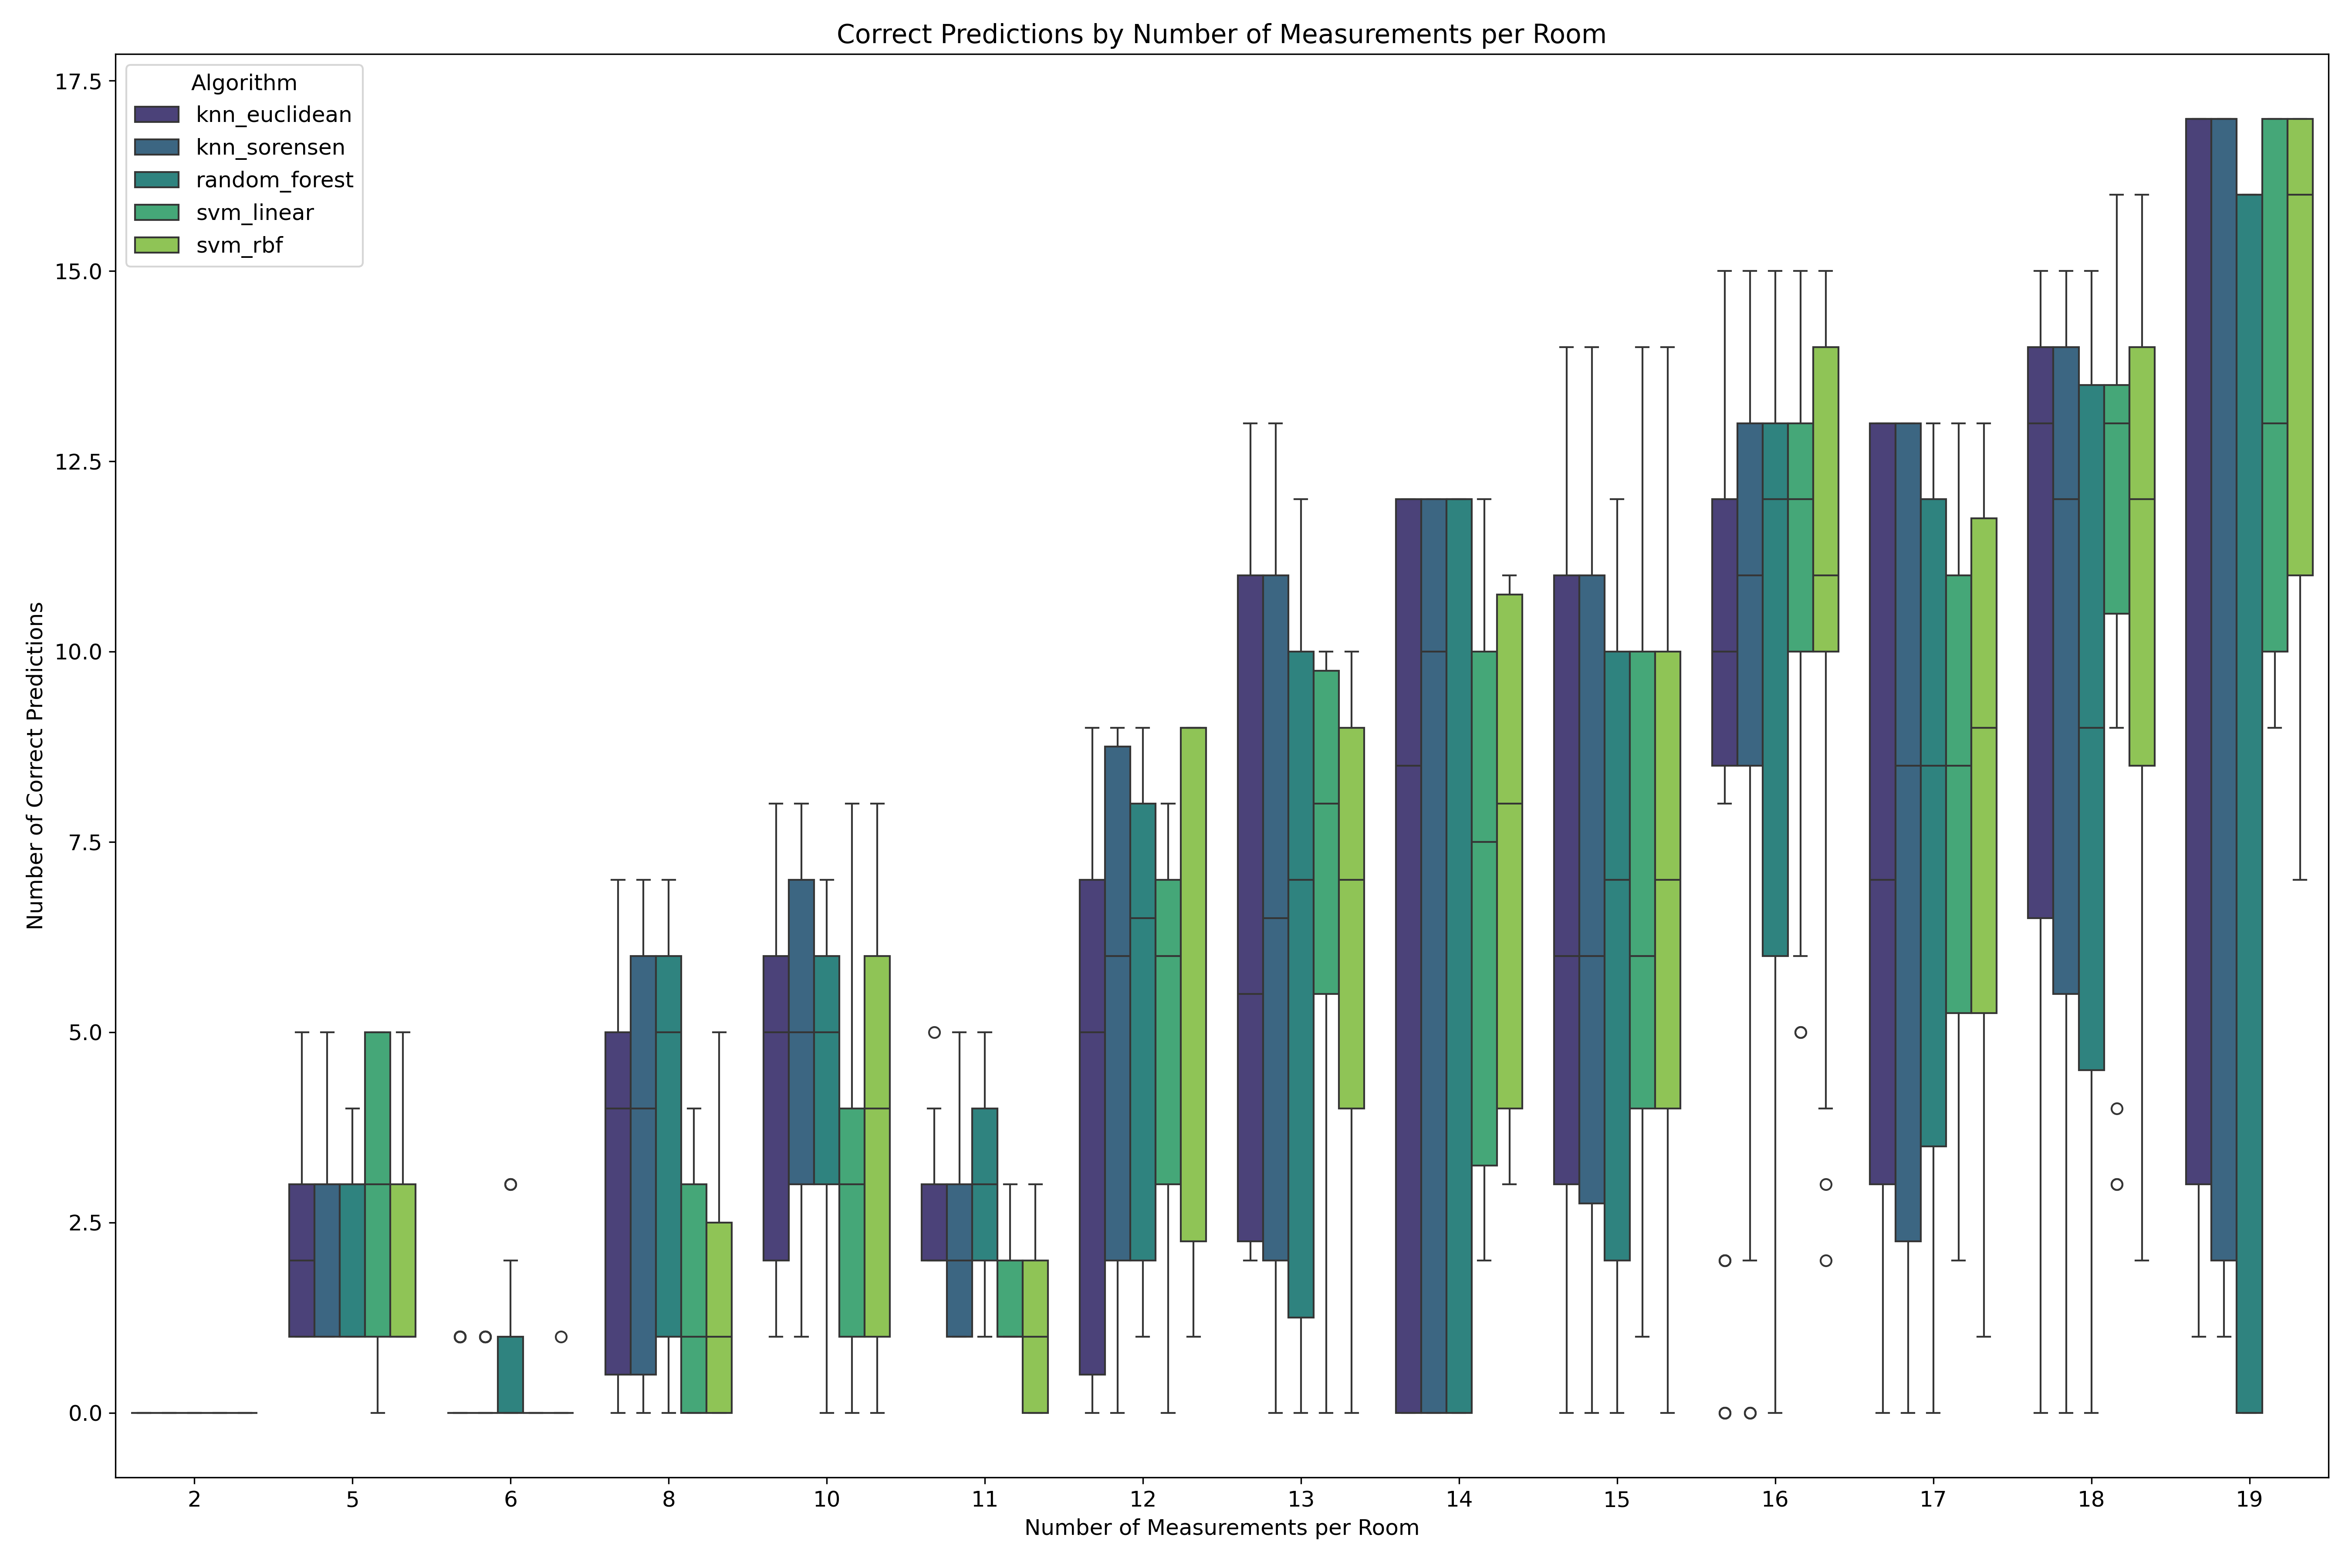 Correct Predictions by Number of Measurements per Room
Algorithm
knn_euclidean
knn_sorensen
random_forest
svm_linear
svm_rbf
Number of Correct Predictions
17.5
15.0
12.5
10.0
7.5
5.0
2.5
0.0
2 5 6 8 10 11 12 13 14 15 16 17 18 19
Number of Measurements per Room